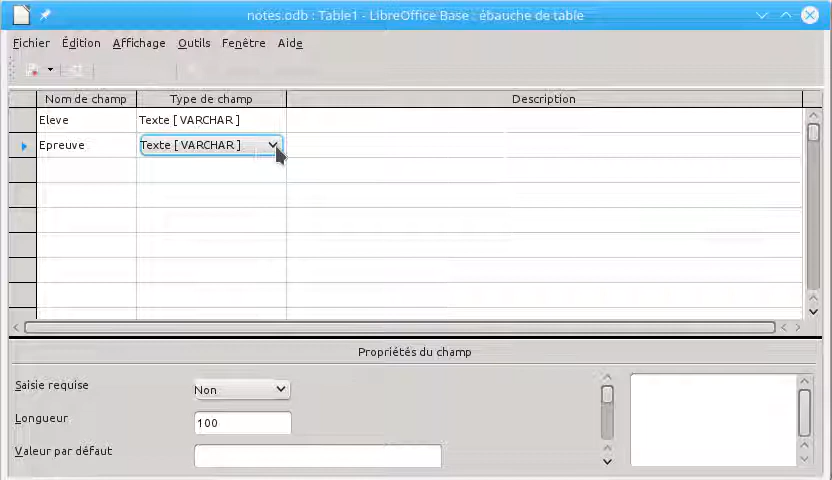 notes.odb : Table1 - LibreOffice Base : ébauche de table
Fichier Édition Affichage Outils Fenêtre Aide
Nom de champ Type de champ Description
Eleve Texte [ VARCHAR ]
Epreuve Texte [ VARCHAR ]
Propriétés du champ
Saisie requise Non
Longueur 100
Valeur par défaut